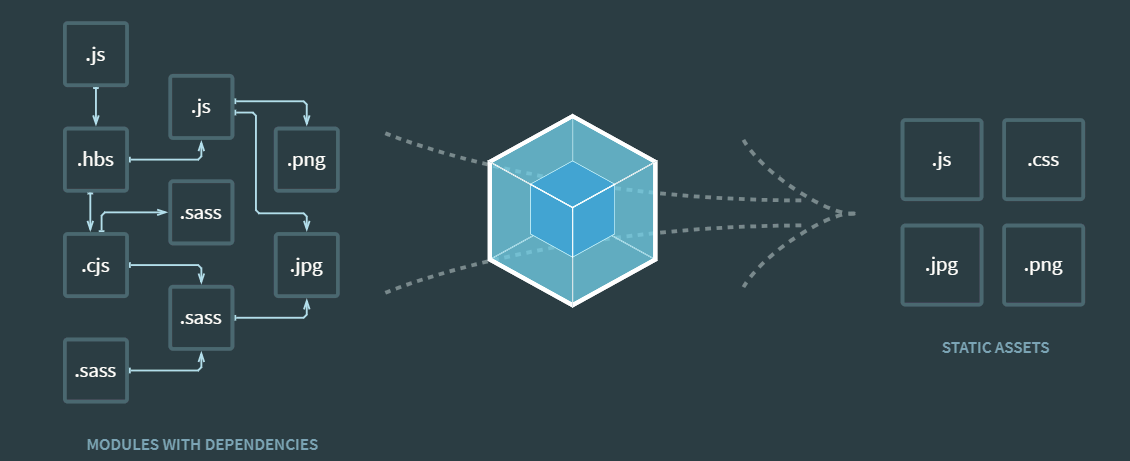 .js
.js
.hbs
.png
.sass
.cjs
.jpg
.sass
.sass
MODULES WITH DEPENDENCIES
.js
.css
.jpg
.png
STATIC ASSETS